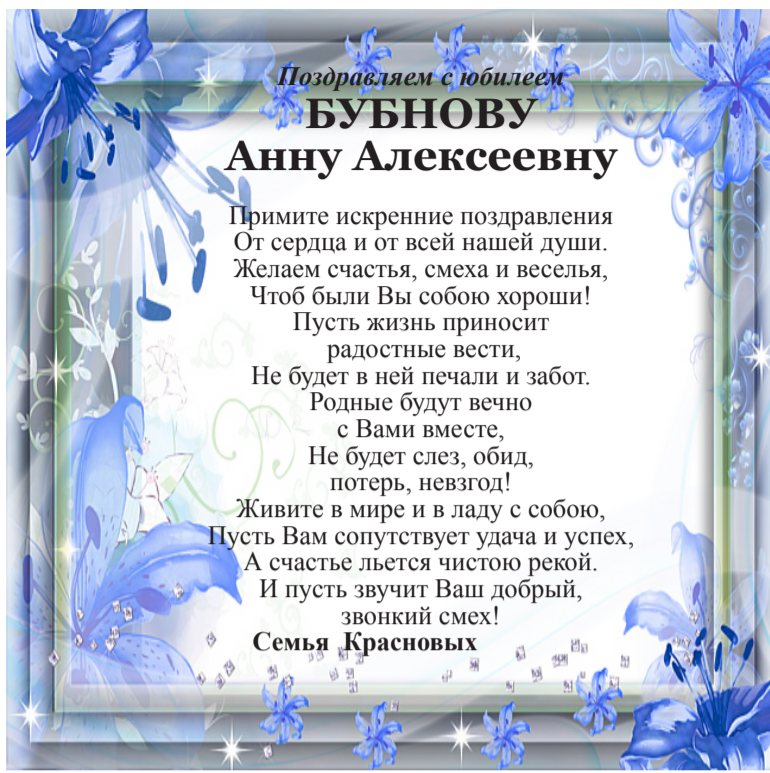 Поздравляем с юбилеем
БУБНОВУ
Анну Алексеевну
Примите искренние поздравления
От сердца и от всей нашей души.
Желаем счастья, смеха и веселья,
Чтоб были Вы собою хороши!
Пусть жизнь приносит
радостные вести,
Не будет в ней печали и забот.
Родные будут вечно
с Вами вместе,
Не будет слез, обид,
потерь, невзгод!
Живите в мире и в ладу с собою,
Пусть Вам сопутствует удача и успех,
А счастье льется чистою рекой.
И пусть звучит Ваш добрый,
звонкий смех!
Семья Красновых